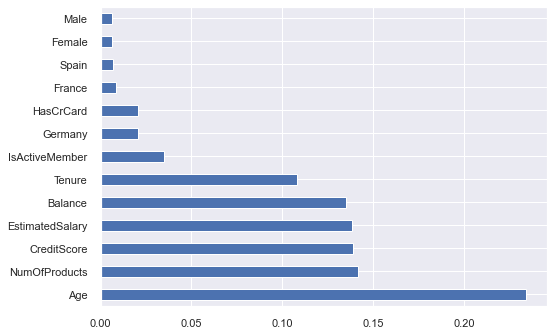 Male
Female
Spain
France
HasCrCard
Germany
IsActiveMember
Tenure
Balance
EstimatedSalary
CreditScore
NumOfProducts
Age
0.00 0.05 0.10 0.15 0.20